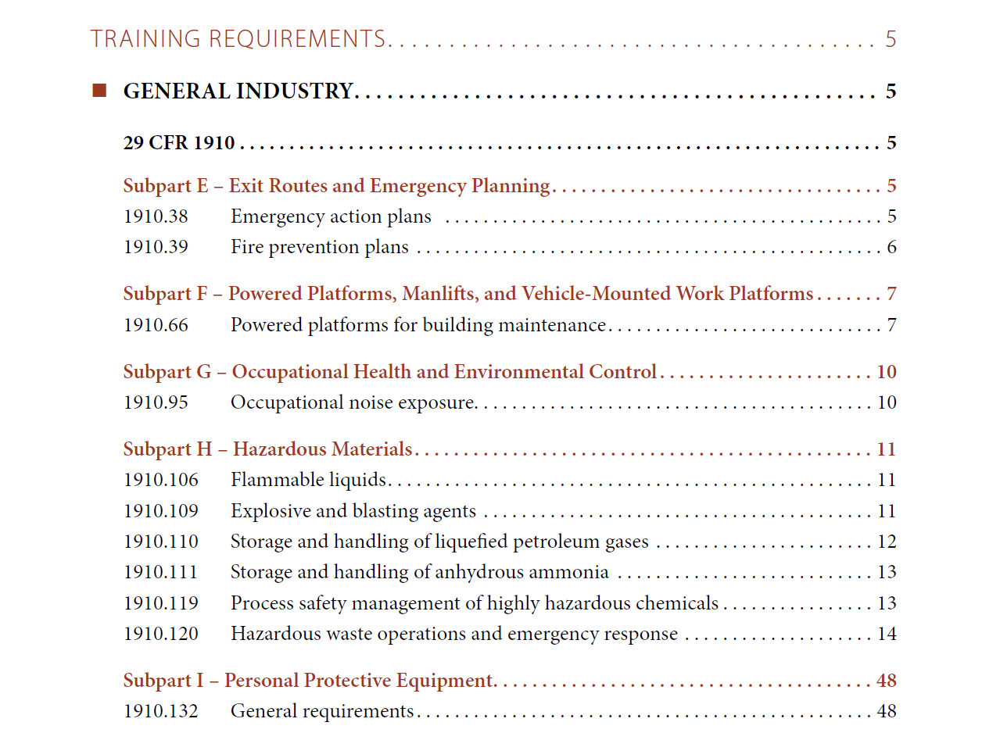 TRAINING REQUIREMENTS. . . . . . . . . . . . . . . . . . . . . . . . . . . . . . . . . . . . . . . . 5
GENERAL INDUSTRY. . . . . . . . . . . . . . . . . . . . . . . . . . . . . . . . . . . . . . . . . . . . . . . . 5
29 CFR 1910 . . . . . . . . . . . . . . . . . . . . . . . . . . . . . . . . . . . . . . . . . . . . . . . . . . . . . . . . . . . . . . . . 5
Subpart E – Exit Routes and Emergency Planning. . . . . . . . . . . . . . . . . . . . . . . . . . . . . . . . . . 5
1910.38 Emergency action plans . . . . . . . . . . . . . . . . . . . . . . . . . . . . . . . . . . . . . . . . . . . . . . 5
1910.39 Fire prevention plans . . . . . . . . . . . . . . . . . . . . . . . . . . . . . . . . . . . . . . . . . . . . . . . . . 6
Subpart F – Powered Platforms, Manlifts, and Vehicle-Mounted Work Platforms . . . . . . . 7
1910.66 Powered platforms for building maintenance. . . . . . . . . . . . . . . . . . . . . . . . . . . . . 7
Subpart G – Occupational Health and Environmental Control. . . . . . . . . . . . . . . . . . . . . . 10
1910.95 Occupational noise exposure. . . . . . . . . . . . . . . . . . . . . . . . . . . . . . . . . . . . . . . . . . 10
Subpart H – Hazardous Materials. . . . . . . . . . . . . . . . . . . . . . . . . . . . . . . . . . . . . . . . . . . . . . . 11
1910.106 Flammable liquids. . . . . . . . . . . . . . . . . . . . . . . . . . . . . . . . . . . . . . . . . . . . . . . . . . . 11
1910.109 Explosive and blasting agents . . . . . . . . . . . . . . . . . . . . . . . . . . . . . . . . . . . . . . . . . 11
1910.110 Storage and handling of liquefied petroleum gases . . . . . . . . . . . . . . . . . . . . . . . 12
1910.111 Storage and handling of anhydrous ammonia . . . . . . . . . . . . . . . . . . . . . . . . . . . 13
1910.119 Process safety management of highly hazardous chemicals . . . . . . . . . . . . . . . . 13
1910.120 Hazardous waste operations and emergency response . . . . . . . . . . . . . . . . . . . . 14
Subpart I – Personal Protective Equipment. . . . . . . . . . . . . . . . . . . . . . . . . . . . . . . . . . . . . . . 48
1910.132 General requirements. . . . . . . . . . . . . . . . . . . . . . . . . . . . . . . . . . . . . . . . . . . . . . . . 48